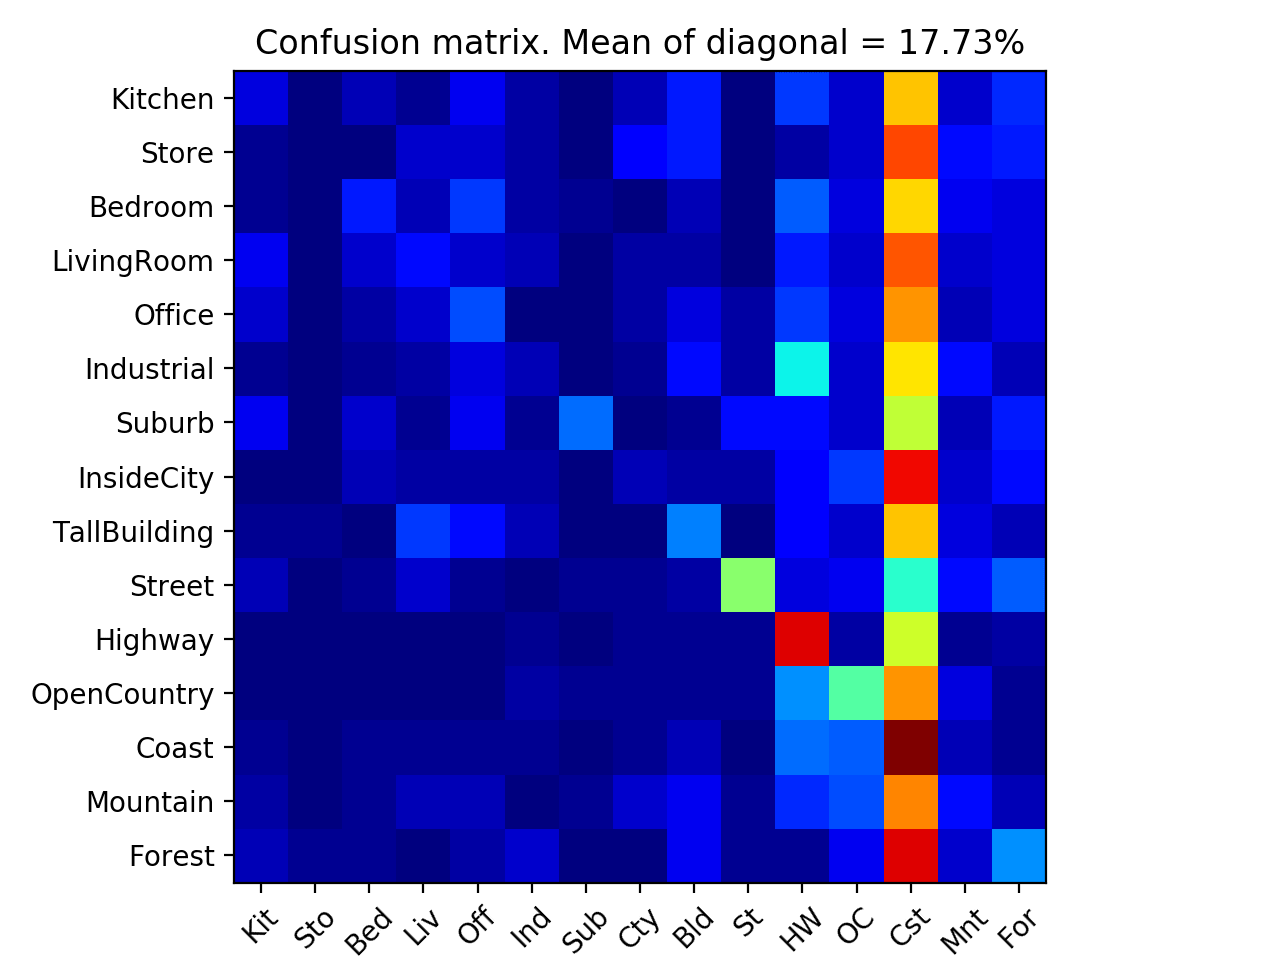 Confusion matrix. Mean of diagonal = 17.73%
Kitchen
Store
Bedroom
LivingRoom
Office
Industrial
Suburb
InsideCity
TallBuilding
Street
Highway
OpenCountry
Coast
Mountain
Forest
Kit Sto Bed Liv Off Ind Sub Cty Bld St HW OC Cst Mnt For